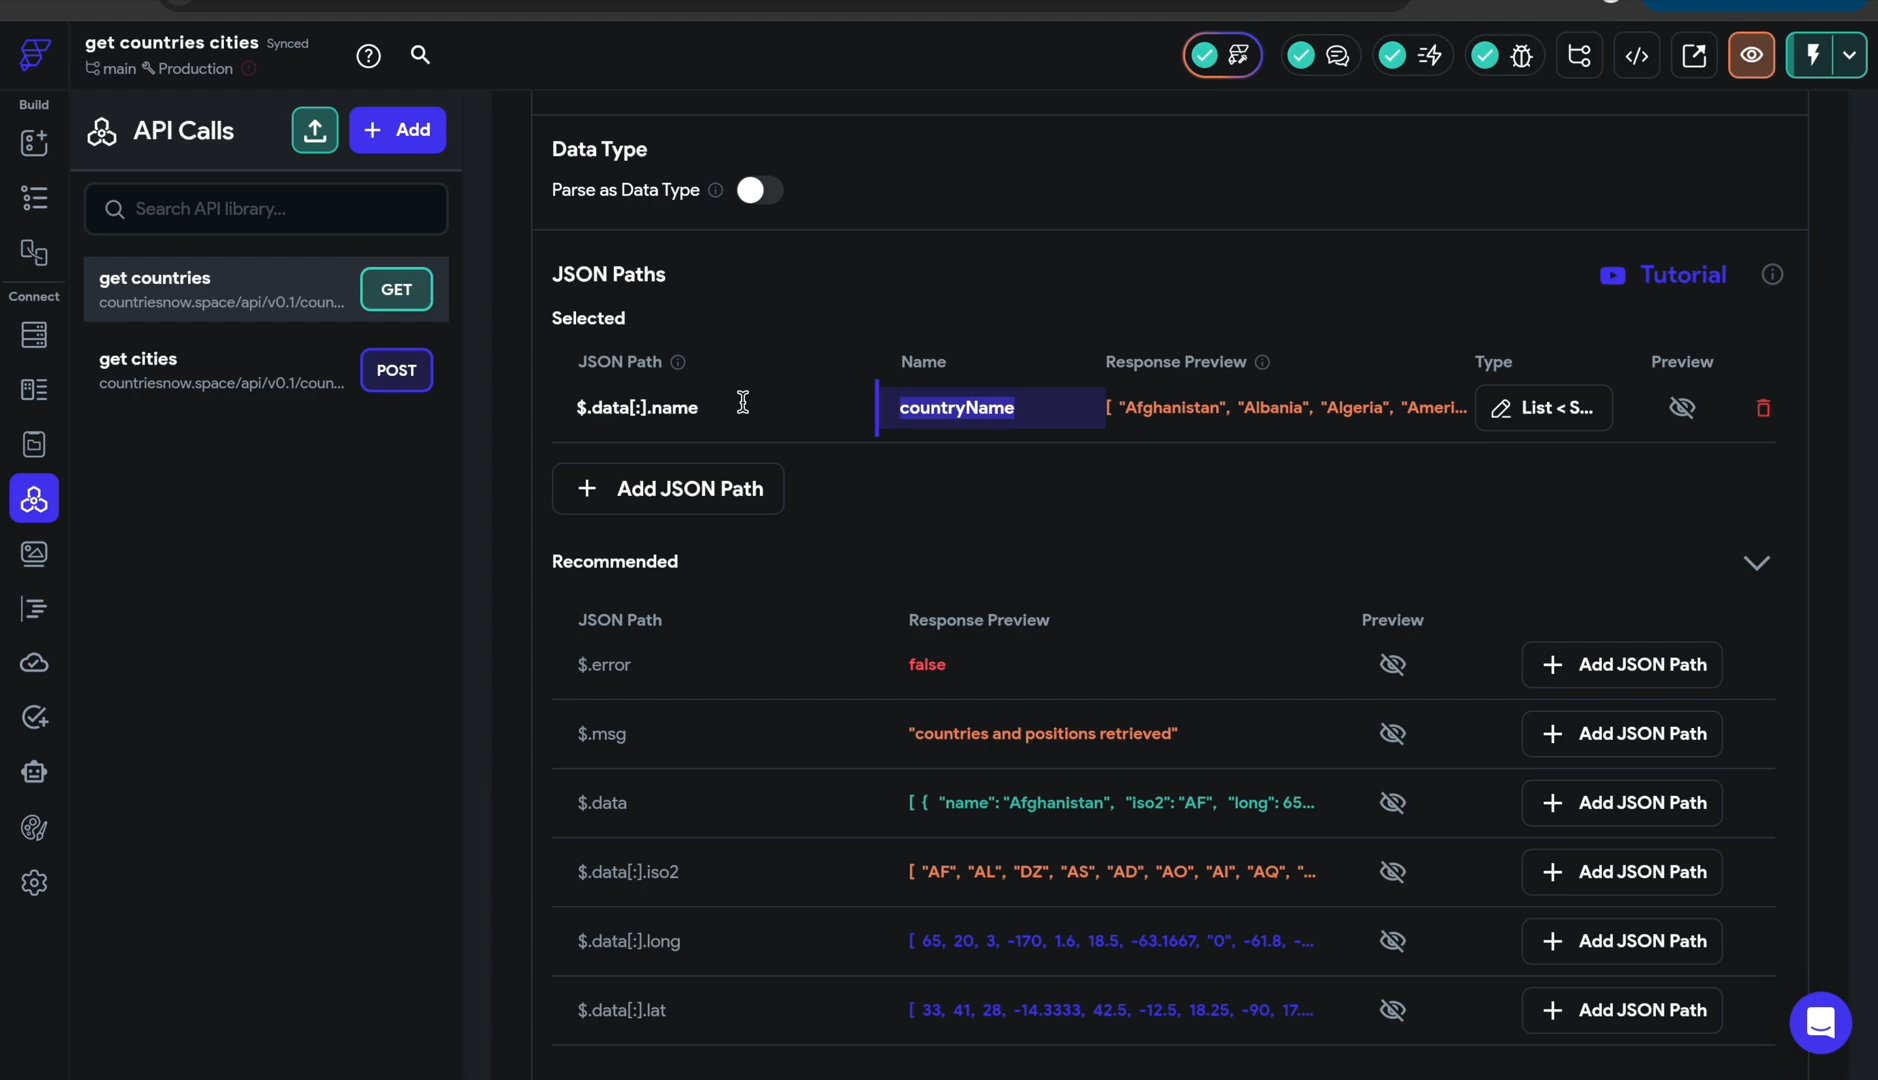 get countries cities Synced
main Production
Build
API Calls
+ Add
Search API library...
get countries
countriesnow.space/api/v0.1/coun...
GET
Connect
get cities
countriesnow.space/api/v0.1/coun...
POST
Data Type
Parse as Data Type
JSON Paths
Tutorial
Selected
JSON Path Name Response Preview Type Preview
$.data[:].name countryName [ "Afghanistan", "Albania", "Algeria", "Ameri... List < S...
+ Add JSON Path
Recommended
JSON Path Response Preview Preview
$.error false + Add JSON Path
$.msg "countries and positions retrieved" + Add JSON Path
$.data [ { "name": "Afghanistan", "iso2": "AF", "long": 65... + Add JSON Path
$.data[:].iso2 [ "AF", "AL", "DZ", "AS", "AD", "AO", "AI", "AQ", "... + Add JSON Path
$.data[:].long [ 65, 20, 3, -170, 1.6, 18.5, -63.1667, "0", -61.8, -... + Add JSON Path
$.data[:].lat [ 33, 41, 28, -14.3333, 42.5, -12.5, 18.25, -90, 17.... + Add JSON Path